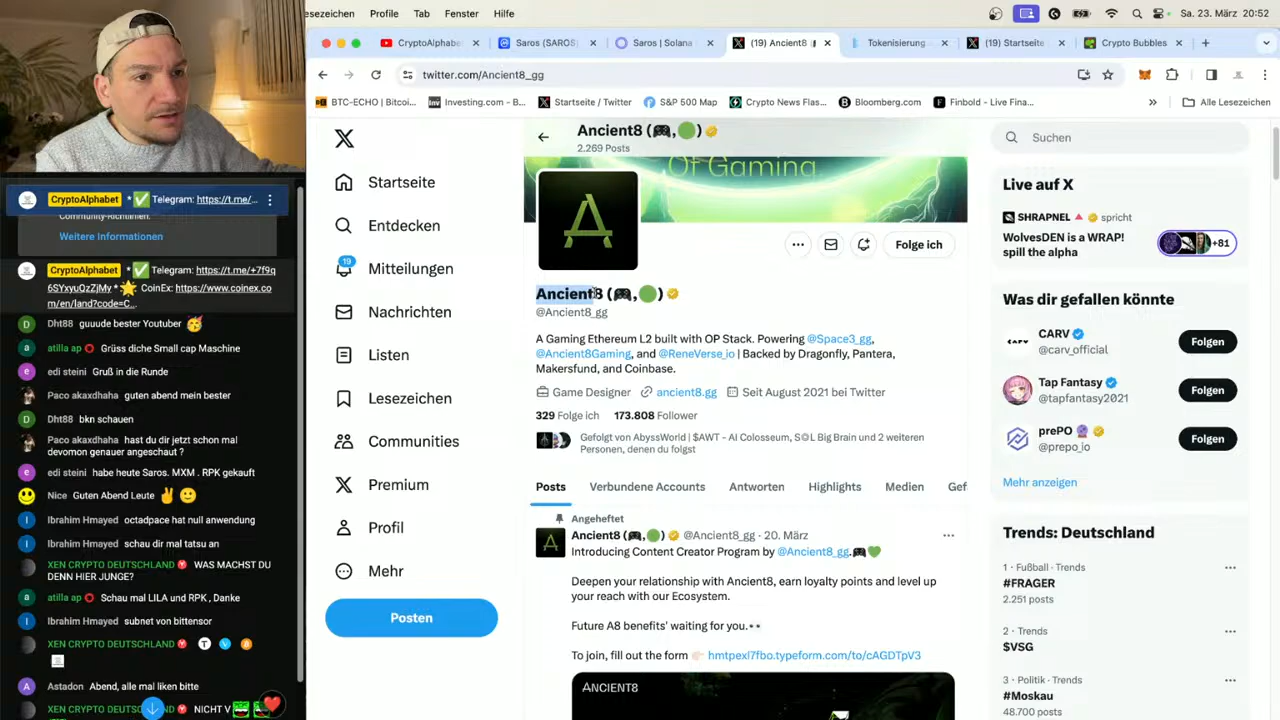 esezeichen Profile Tab Fenster Hilfe
Sa. 23. März 20:52
CryptoAlphabe
Saros (SAROS)
Saros | Solana
(19) Ancient8 (
Tokenisierung
(19) Startseite
Crypto Bubbles
twitter.com/Ancient8_gg
BTC-ECHO | Bitcoi...
Investing.com - B...
Startseite / Twitter
S&P 500 Map
Crypto News Flas...
Bloomberg.com
Finbold - Live Fina...
Alle Lesezeichen
CryptoAlphabet * ✅ Telegram: https://t.me/...
Community-Richtlinien.
Weitere Informationen
CryptoAlphabet * ✅ Telegram: https://t.me/+7f9q
6SYxyuQzZjMy * 🌟 CoinEx: https://www.coinex.co
m/en/land?code=C...
Dht88 guuude bester Youtuber 🥳
atilla ap ⭕ Grüss diche Small cap Maschine
edi steini Gruß in die Runde
Paco akaxdhaha guten abend mein bester
Dht88 bkn schauen
Paco akaxdhaha hast du dir jetzt schon mal
devomon genauer angeschaut ?
edi steini habe heute Saros. MXM . RPK gekauft
Nice Guten Abend Leute ✌️ 🙂
Ibrahim Hmayed octadpace hat null anwendung
Ibrahim Hmayed schau dir mal tatsu an
XEN CRYPTO DEUTSCHLAND WAS MACHST DU
DENN HIER JUNGE?
atilla ap ⭕ Schau mal LILA und RPK , Danke
Ibrahim Hmayed subnet von bittensor
XEN CRYPTO DEUTSCHLAND
Astadon Abend, alle mal liken bitte
XEN CRYPTO DEUTSCHLAND NICHT V
Startseite
Entdecken
19
Mitteilungen
Nachrichten
Listen
Lesezeichen
Communities
Premium
Profil
Mehr
Posten
Ancient8 (🎮,🟢)
2.269 Posts
Of Gaming
Folge ich
Ancient8 (🎮,🟢)
@Ancient8_gg
A Gaming Ethereum L2 built with OP Stack. Powering @Space3_gg,
@Ancient8Gaming, and @ReneVerse_io | Backed by Dragonfly, Pantera,
Makersfund, and Coinbase.
Game Designer ancient8.gg Seit August 2021 bei Twitter
329 Folge ich 173.808 Follower
Gefolgt von AbyssWorld | $AWT - AI Colosseum, S⎔L Big Brain und 2 weiteren
Personen, denen du folgst
Posts Verbundene Accounts Antworten Highlights Medien Gef
Angeheftet
Ancient8 (🎮,🟢) @Ancient8_gg · 20. März
Introducing Content Creator Program by @Ancient8_gg.🎮💚
Deepen your relationship with Ancient8, earn loyalty points and level up
your reach with our Ecosystem.
Future A8 benefits' waiting for you.👀
To join, fill out the form 👉🏻 hmtpexl7fbo.typeform.com/to/cAGDTpV3
ANCIENT8
Suchen
Live auf X
SHRAPNEL spricht
WolvesDEN is a WRAP!
spill the alpha
+81
Was dir gefallen könnte
CARV
@carv_official
Folgen
Tap Fantasy
@tapfantasy2021
Folgen
prePO
@prepo_io
Folgen
Mehr anzeigen
Trends: Deutschland
1 · Fußball · Trends
#FRAGER
2.251 posts
2 · Trends
$VSG
3 · Politik · Trends
#Moskau
48.700 posts